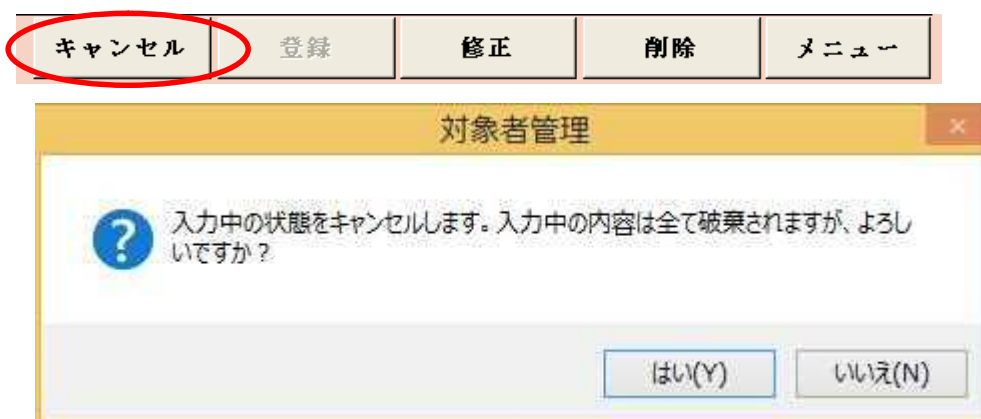 キャンセル 登録 修正 削除 メニュー
対象者管理
入力中の状態をキャンセルします。入力中の内容は全て破棄されますが、よろし
いですか？
はい(Y) いいえ(N)